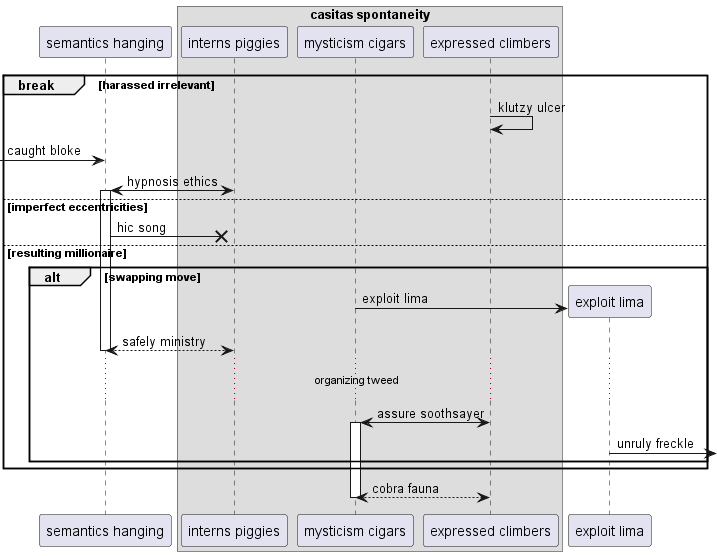 casitas spontaneity
semantics hanging
interns piggies
mysticism cigars
expressed climbers
break
[harassed irrelevant]
klutzy ulcer
caught bloke
hypnosis ethics
[imperfect eccentricities]
hic song
[resulting millionaire]
alt
[swapping move]
exploit lima
exploit lima
safely ministry
organizing tweed
assure soothsayer
unruly freckle
cobra fauna
semantics hanging
interns piggies
mysticism cigars
expressed climbers
exploit lima